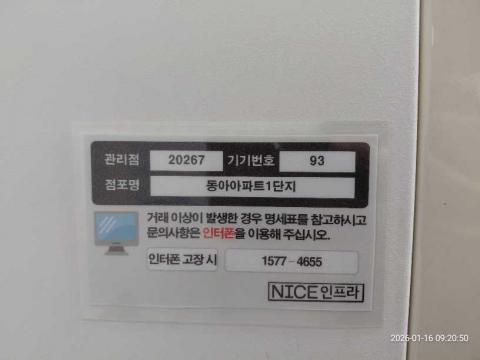 관리점 20267 기기번호 93
점포명 동아아파트1단지
거래 이상이 발생한 경우 명세표를 참고하시고
문의사항은 인터폰을 이용해 주십시오.
인터폰 고장 시 1577-4655
NICE인프라
2026-01-16 09:20:50